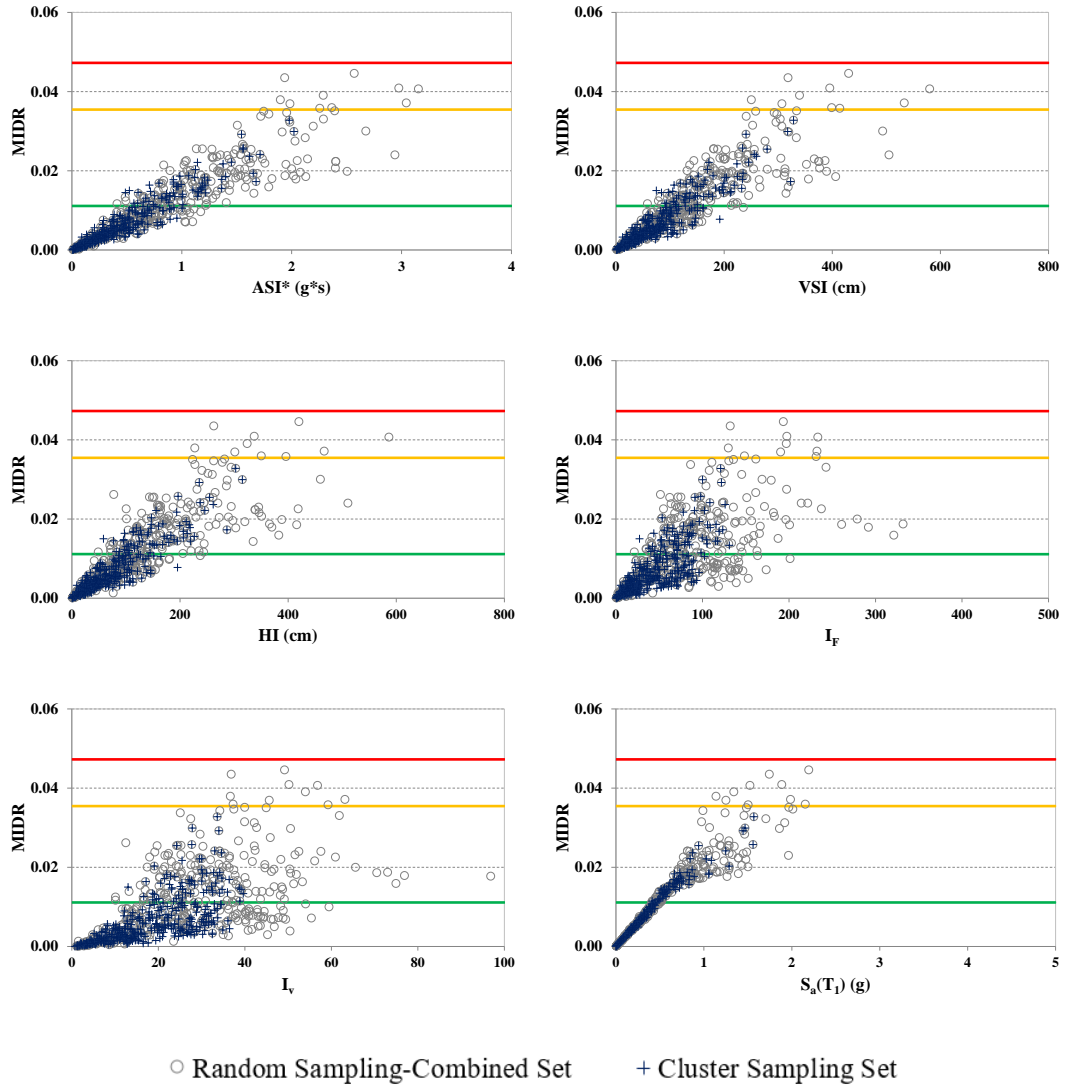 0.06
0.04
0.02
0.00
MIDR
0 1 2 3 4
ASI* (g*s)
0.06
0.04
0.02
0.00
MIDR
0 200 400 600 800
VSI (cm)
0.06
0.04
0.02
0.00
MIDR
0 200 400 600 800
HI (cm)
0.06
0.04
0.02
0.00
MIDR
0 100 200 300 400 500
I_F
0.06
0.04
0.02
0.00
MIDR
0 20 40 60 80 100
I_v
0.06
0.04
0.02
0.00
MIDR
0 1 2 3 4 5
S_a(T_1) (g)
Random Sampling-Combined Set Cluster Sampling Set